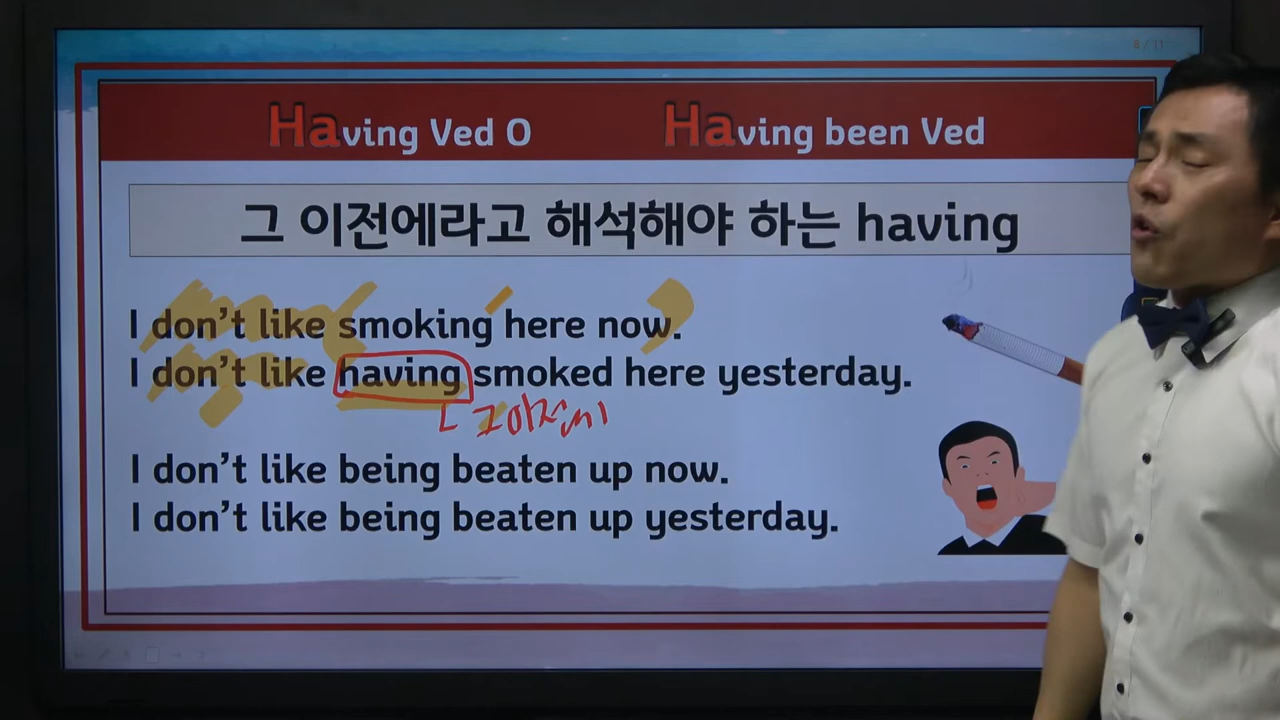 8 / 11
Having Ved O Having been Ved
그 이전에라고 해석해야 하는 having
I don't like smoking here now.
I don't like having smoked here yesterday.
그 이전에
I don't like being beaten up now.
I don't like being beaten up yesterday.